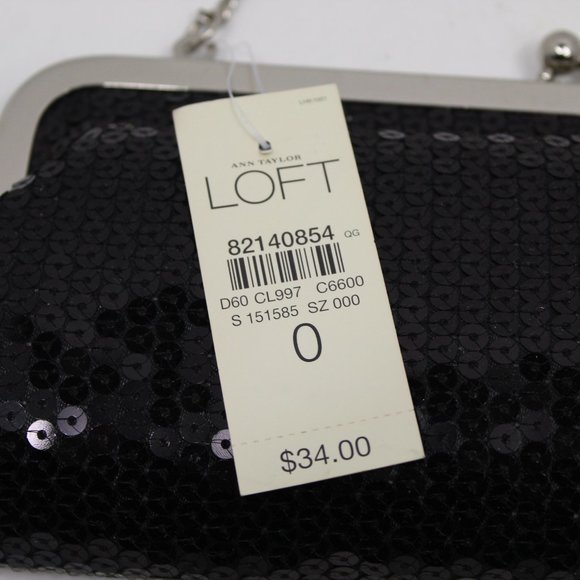 ANN TAYLOR
LOFT
82140854 QG
D60 CL997 C6600
S 151585 SZ 000
0
$34.00